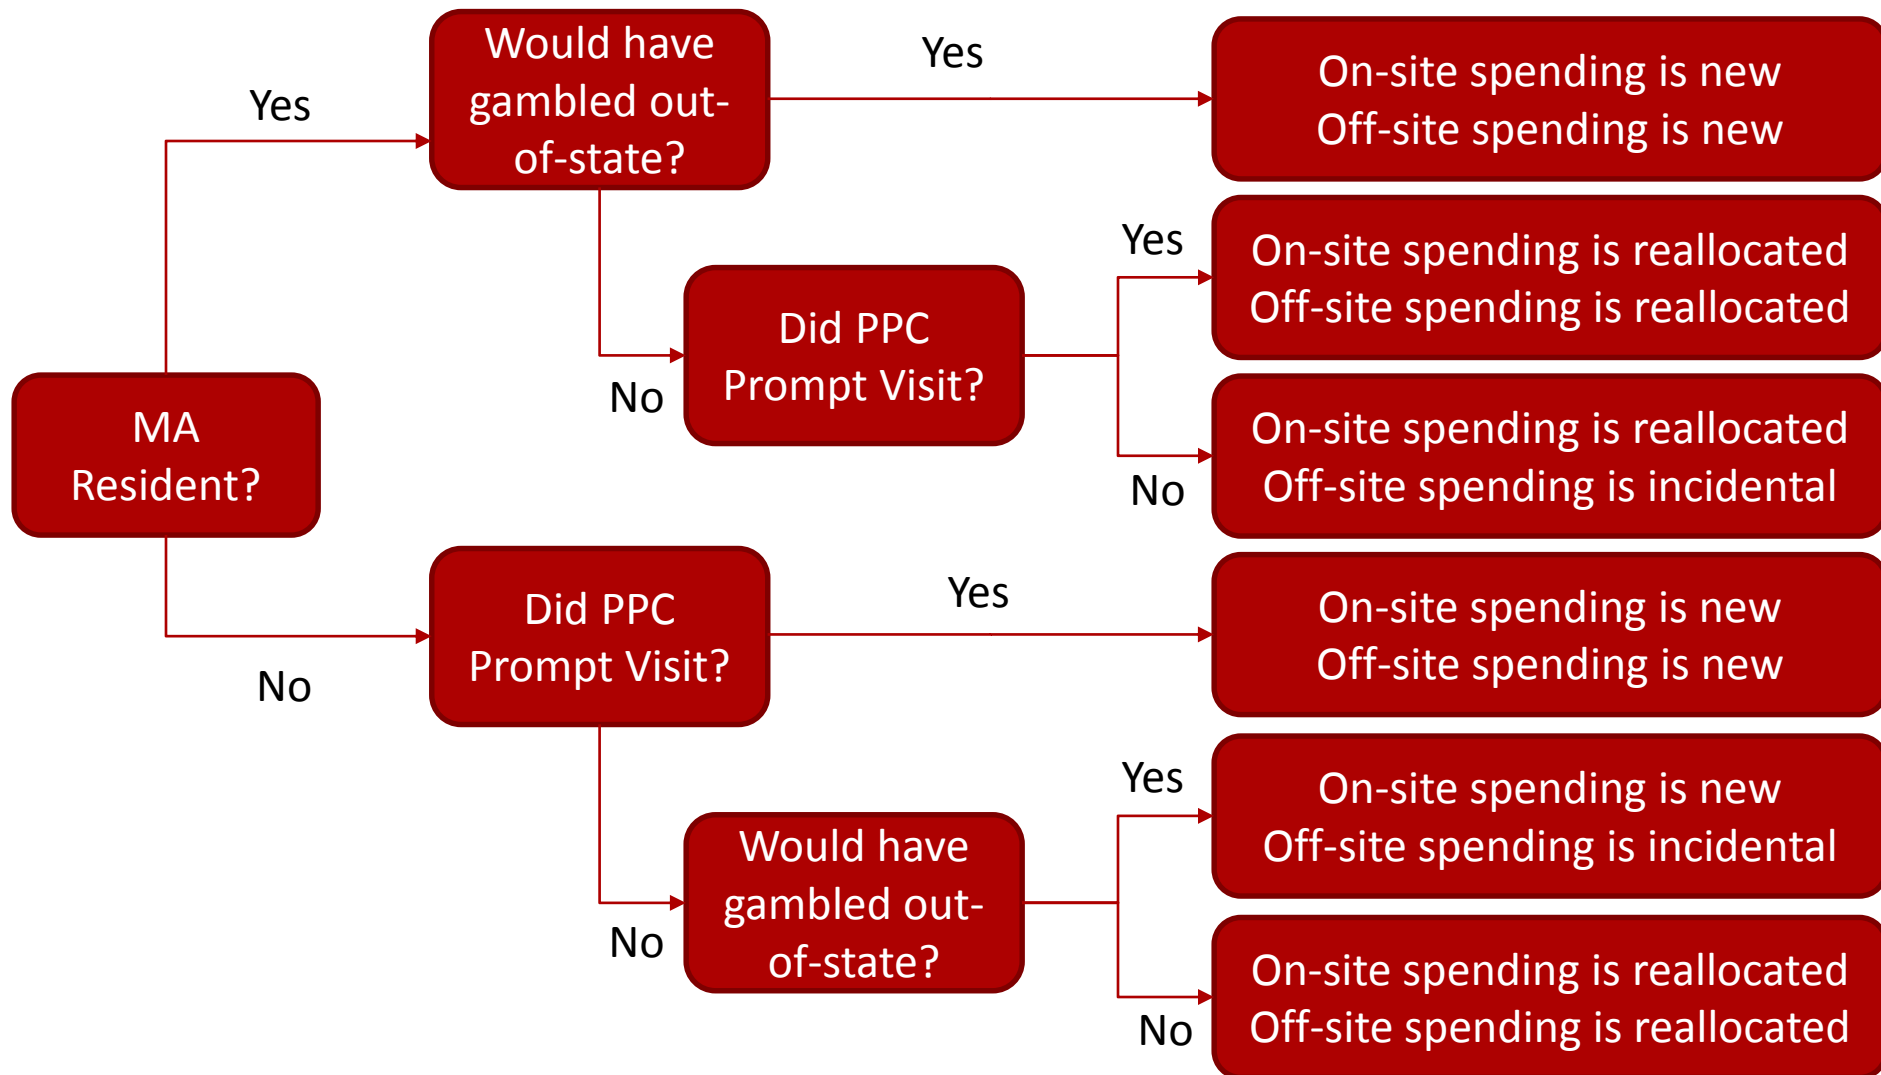 MA
Resident?
Yes
Would have
gambled out-
of-state?
Yes
On-site spending is new
Off-site spending is new
No
Did PPC
Prompt Visit?
Yes
On-site spending is reallocated
Off-site spending is reallocated
No
On-site spending is reallocated
Off-site spending is incidental
No
Did PPC
Prompt Visit?
Yes
On-site spending is new
Off-site spending is new
No
Would have
gambled out-
of-state?
Yes
On-site spending is new
Off-site spending is incidental
No
On-site spending is reallocated
Off-site spending is reallocated